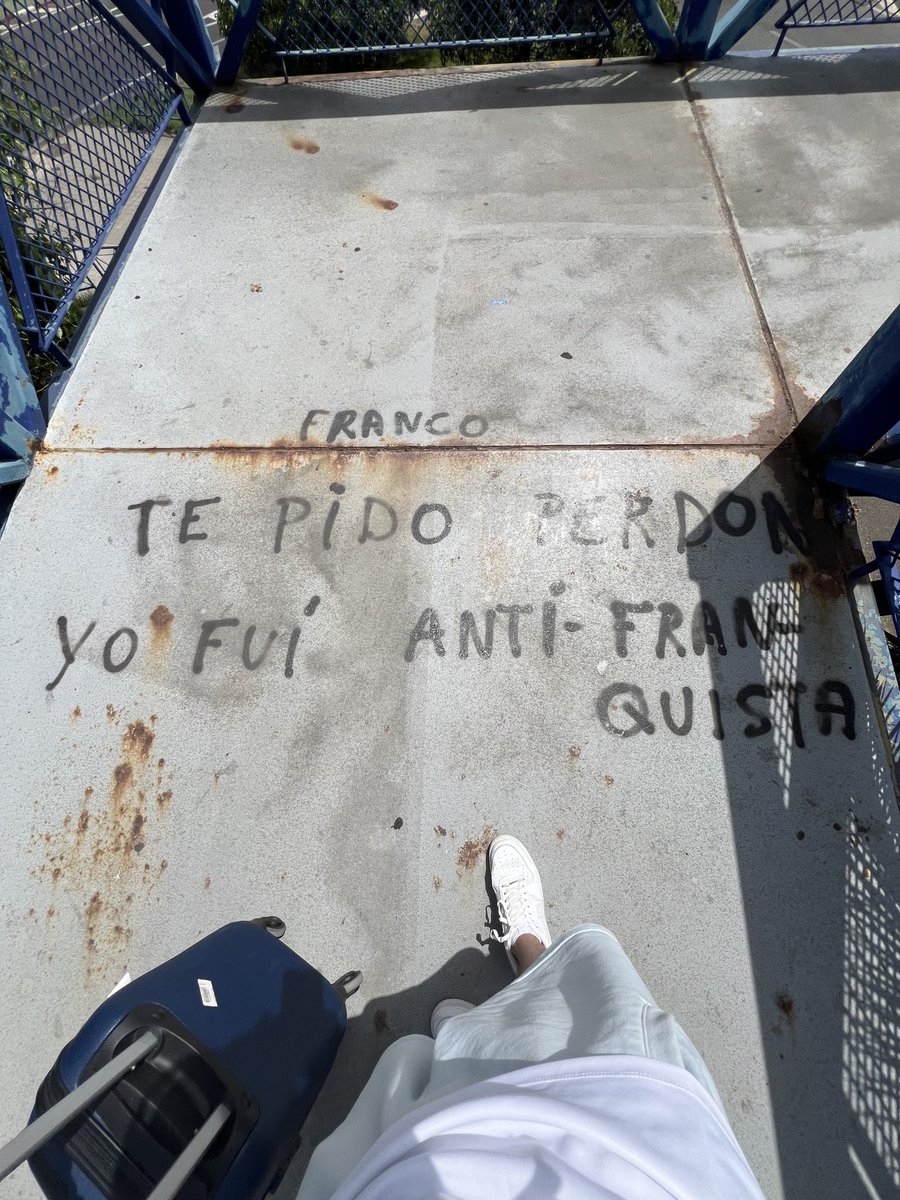 FRANCO
TE PIDO PERDON
YO FUI ANTI-FRAN-
QUISTA